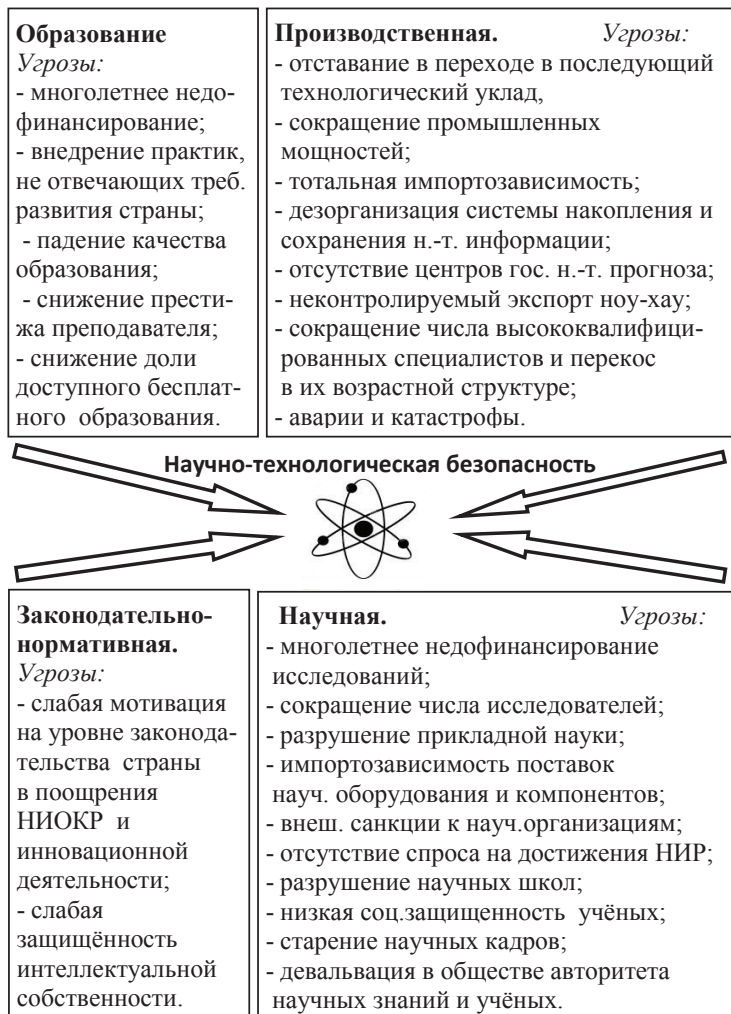 Образование
Угрозы:
- многолетнее недо-
финансирование;
- внедрение практик,
не отвечающих треб.
развития страны;
- падение качества
образования;
- снижение прести-
жа преподавателя;
- снижение доли
доступного бесплат-
ного образования.
Производственная. Угрозы:
- отставание в переходе в последующий
технологический уклад,
- сокращение промышленных
мощностей;
- тотальная импортозависимость;
- дезорганизация системы накопления и
сохранения н.-т. информации;
- отсутствие центров гос. н.-т. прогноза;
- неконтролируемый экспорт ноу-хау;
- сокращение числа высококвалифици-
рованных специалистов и перекос
в их возрастной структуре;
- аварии и катастрофы.
Научно-технологическая безопасность
Законодательно-
нормативная.
Угрозы:
- слабая мотивация
на уровне законода-
тельства страны
в поощрения
НИОКР и
инновационной
деятельности;
- слабая
защищённость
интеллектуальной
собственности.
Научная. Угрозы:
- многолетнее недофинансирование
исследований;
- сокращение числа исследователей;
- разрушение прикладной науки;
- импортозависимость поставок
науч. оборудования и компонентов;
- внеш. санкции к науч.организациям;
- отсутствие спроса на достижения НИР;
- разрушение научных школ;
- низкая соц.защищенность учёных;
- старение научных кадров;
- девальвация в обществе авторитета
научных знаний и учёных.